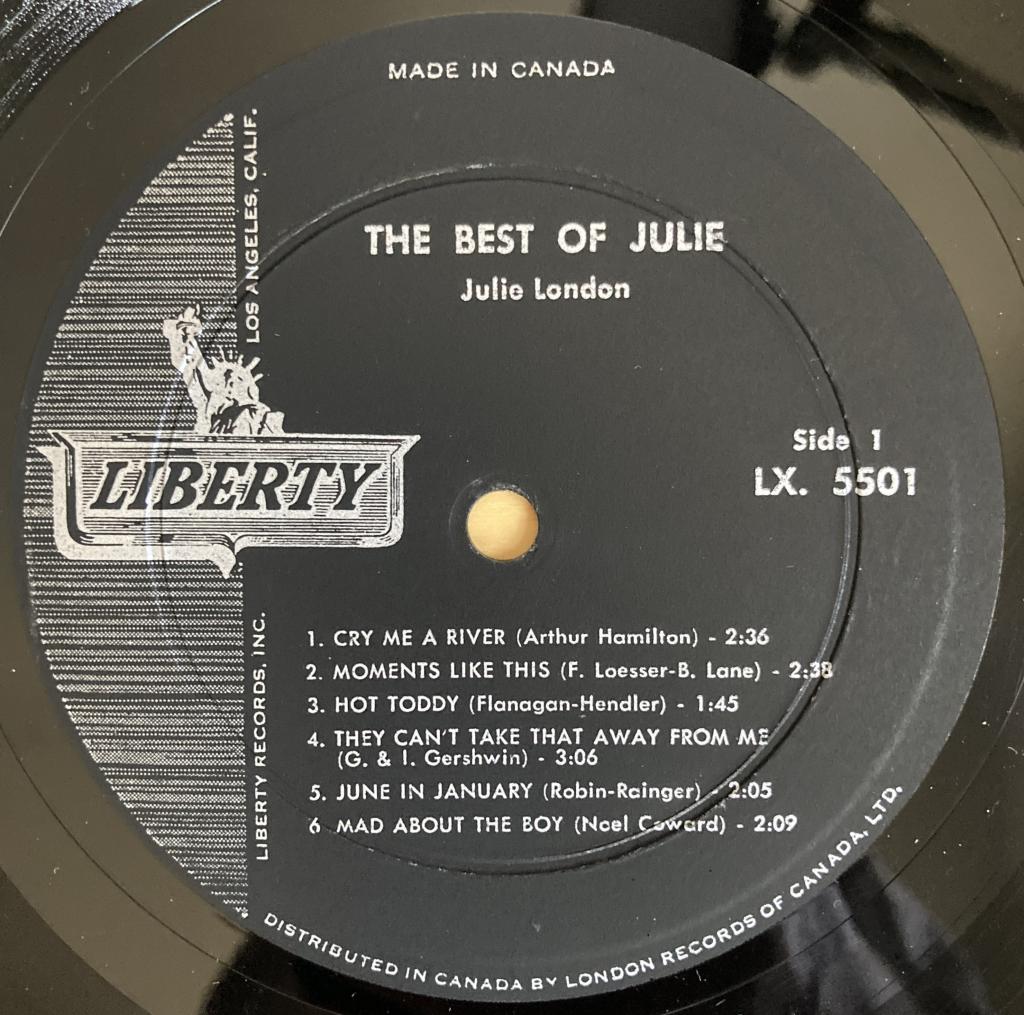 MADE IN CANADA
THE BEST OF JULIE
Julie London
LOS ANGELES, CALIF.
LIBERTY
Side 1
LX. 5501
LIBERTY RECORDS, INC.
1. CRY ME A RIVER (Arthur Hamilton) - 2:36
2. MOMENTS LIKE THIS (F. Loesser-B. Lane) - 2:38
3. HOT TODDY (Flanagan-Hendler) - 1:45
4. THEY CAN'T TAKE THAT AWAY FROM ME
(G. & I. Gershwin) - 3:06
5. JUNE IN JANUARY (Robin-Rainger) - 2:05
6 MAD ABOUT THE BOY (Noel Coward) - 2:09
DISTRIBUTED IN CANADA BY LONDON RECORDS OF CANADA, LTD.